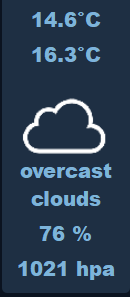 14.6°C
16.3°C
overcast
clouds
76 %
1021 hpa